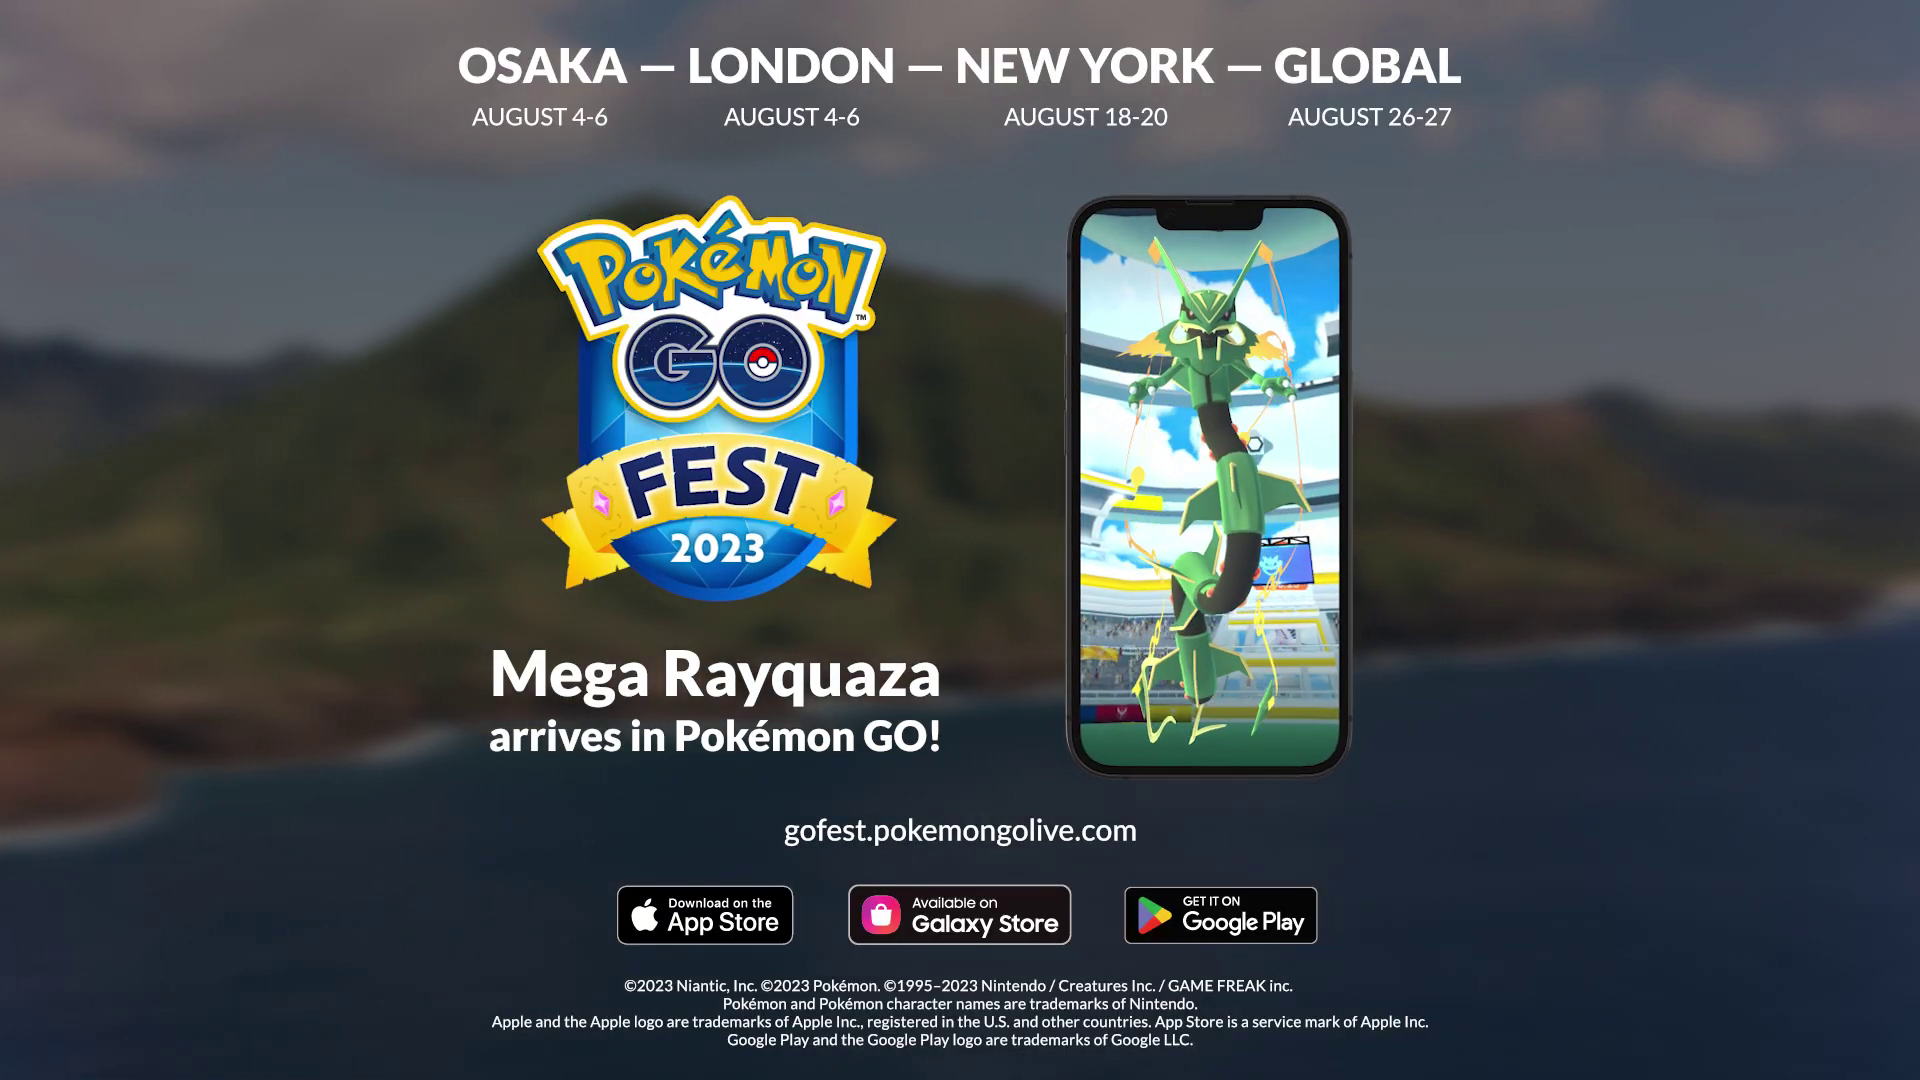 OSAKA — LONDON — NEW YORK — GLOBAL
AUGUST 4-6 AUGUST 4-6 AUGUST 18-20 AUGUST 26-27
POKéMON
™
GO
FEST
2023
Mega Rayquaza
arrives in Pokémon GO!
gofest.pokemongolive.com
Download on the
App Store
Available on
Galaxy Store
GET IT ON
Google Play
©2023 Niantic, Inc. ©2023 Pokémon. ©1995–2023 Nintendo / Creatures Inc. / GAME FREAK inc.
Pokémon and Pokémon character names are trademarks of Nintendo.
Apple and the Apple logo are trademarks of Apple Inc., registered in the U.S. and other countries. App Store is a service mark of Apple Inc.
Google Play and the Google Play logo are trademarks of Google LLC.